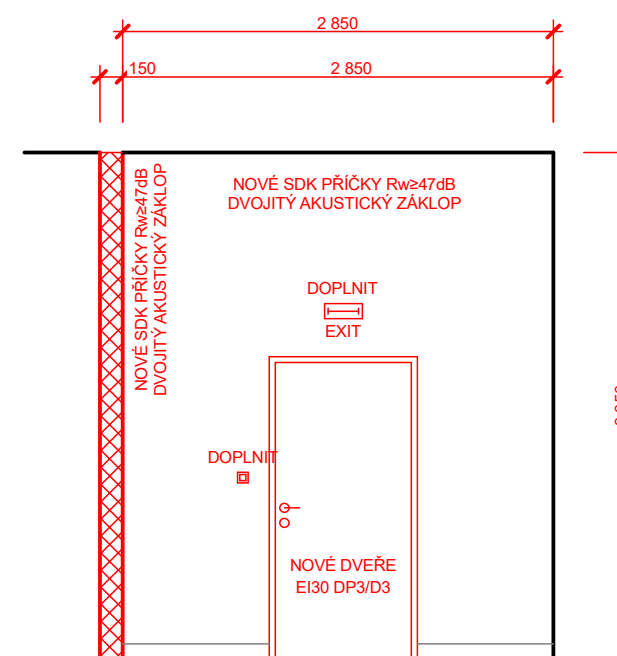 2 850
150
2 850
NOVÉ SDK PŘÍČKY Rw≥47dB
DVOJITÝ AKUSTICKÝ ZÁKLOP
NOVÉ SDK PŘÍČKY Rw≥47dB
DVOJITÝ AKUSTICKÝ ZÁKLOP
DOPLNIT
EXIT
DOPLNIT
NOVÉ DVEŘE
EI30 DP3/D3